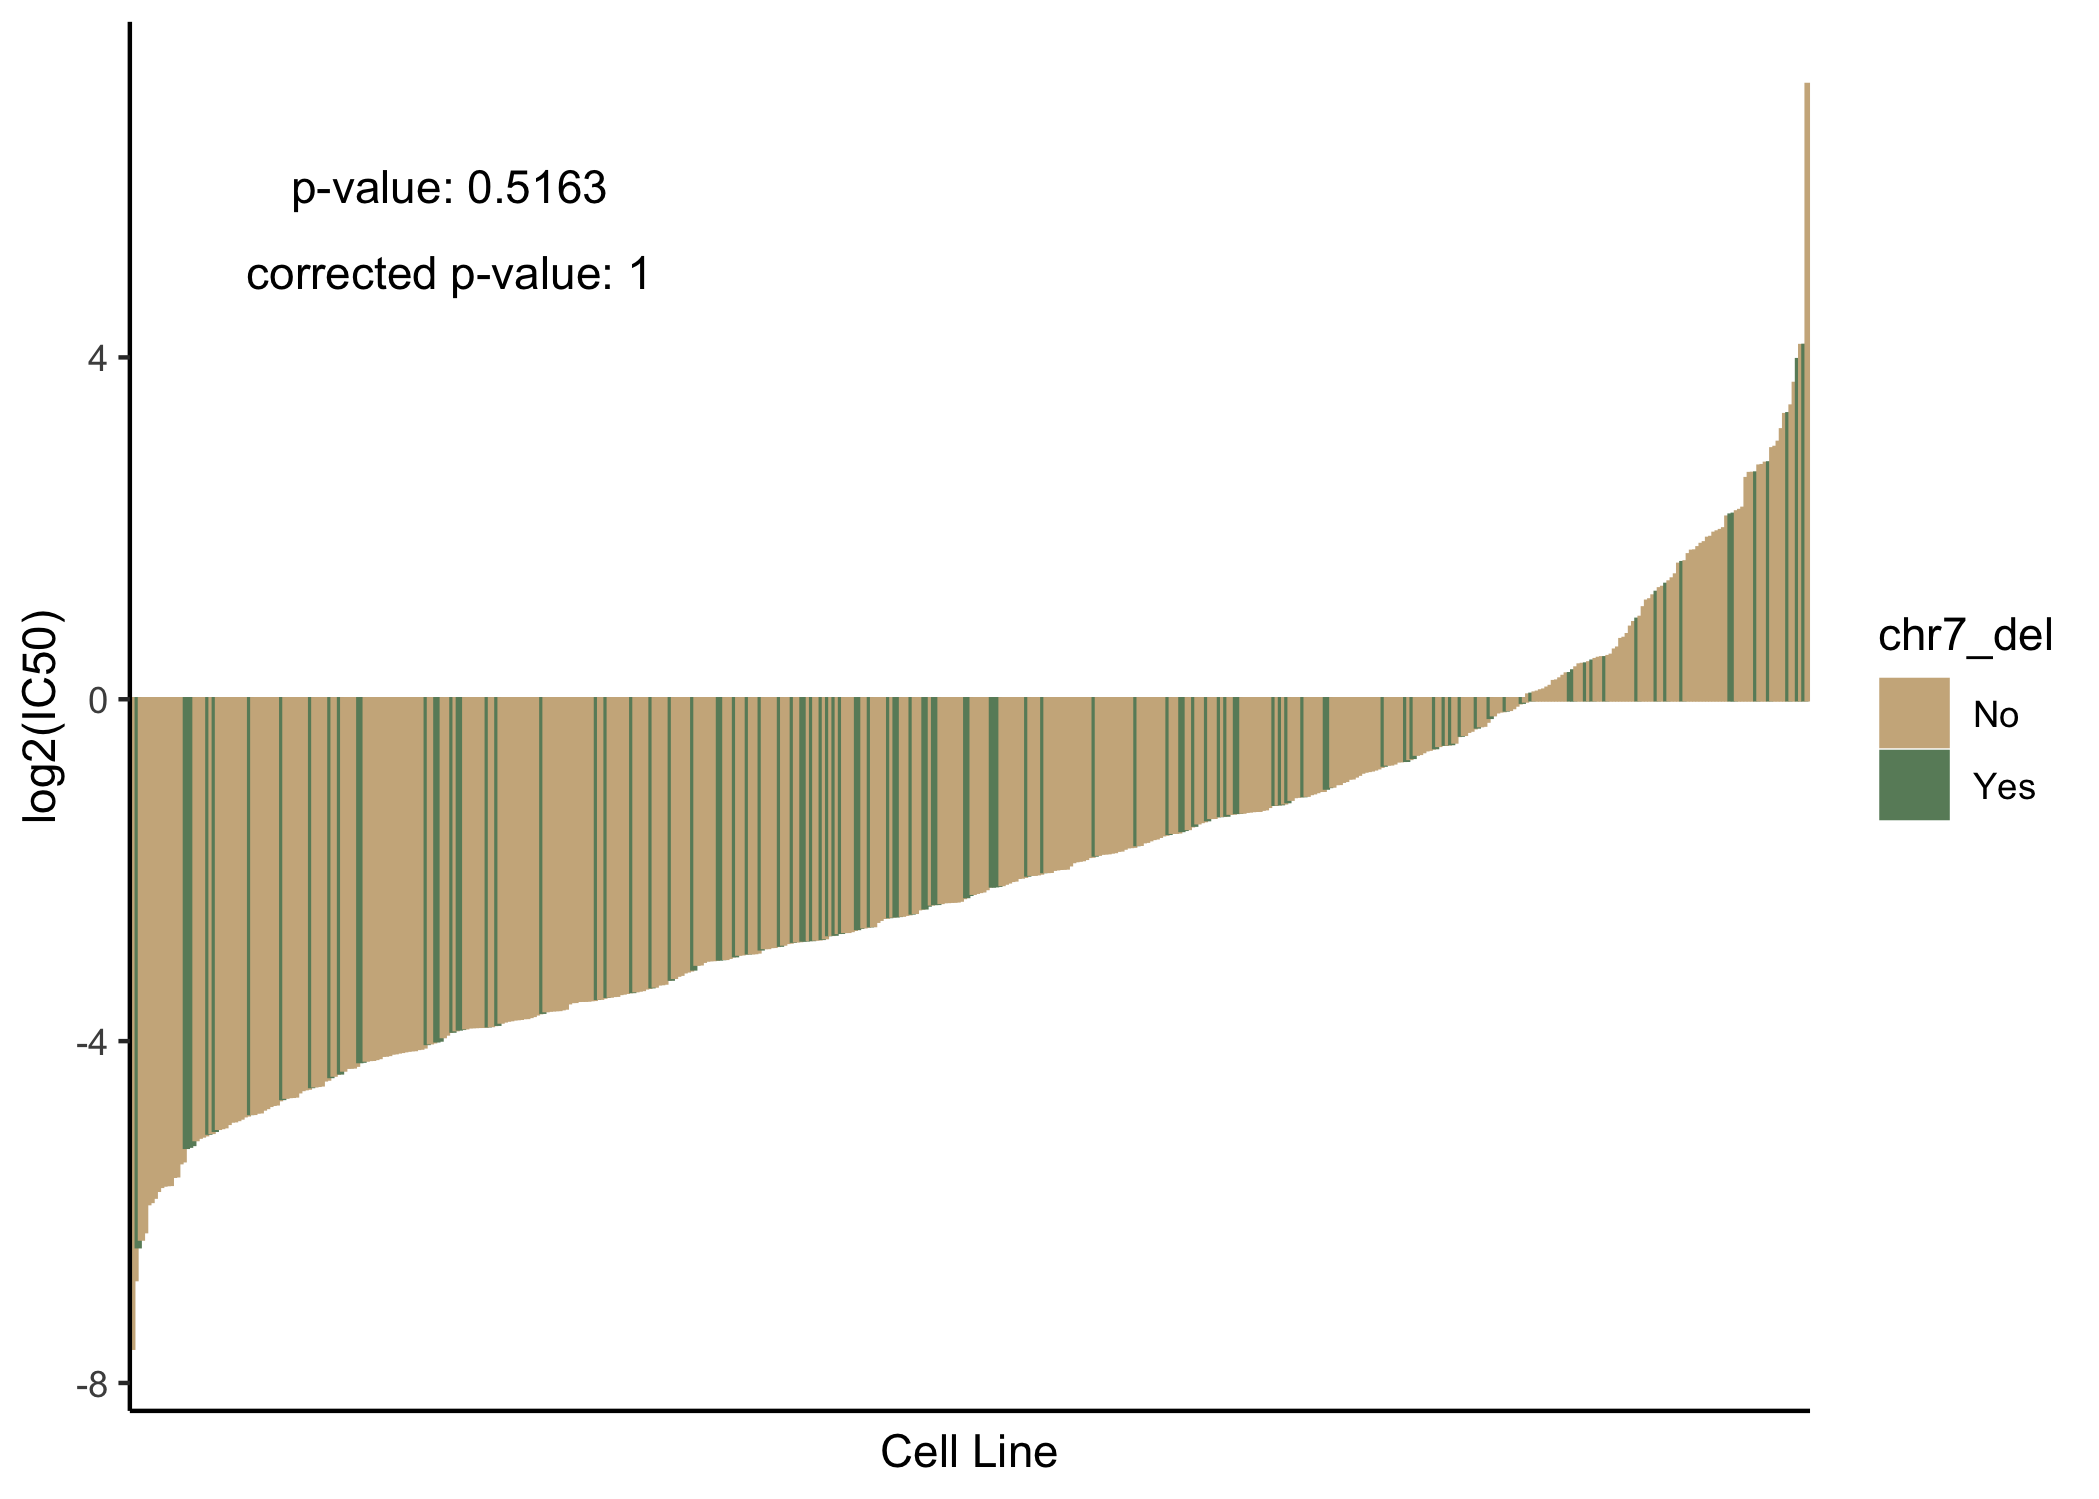 p-value: 0.5163
corrected p-value: 1
4
0
-4
-8
log2(IC50)
Cell Line
chr7_del
No
Yes